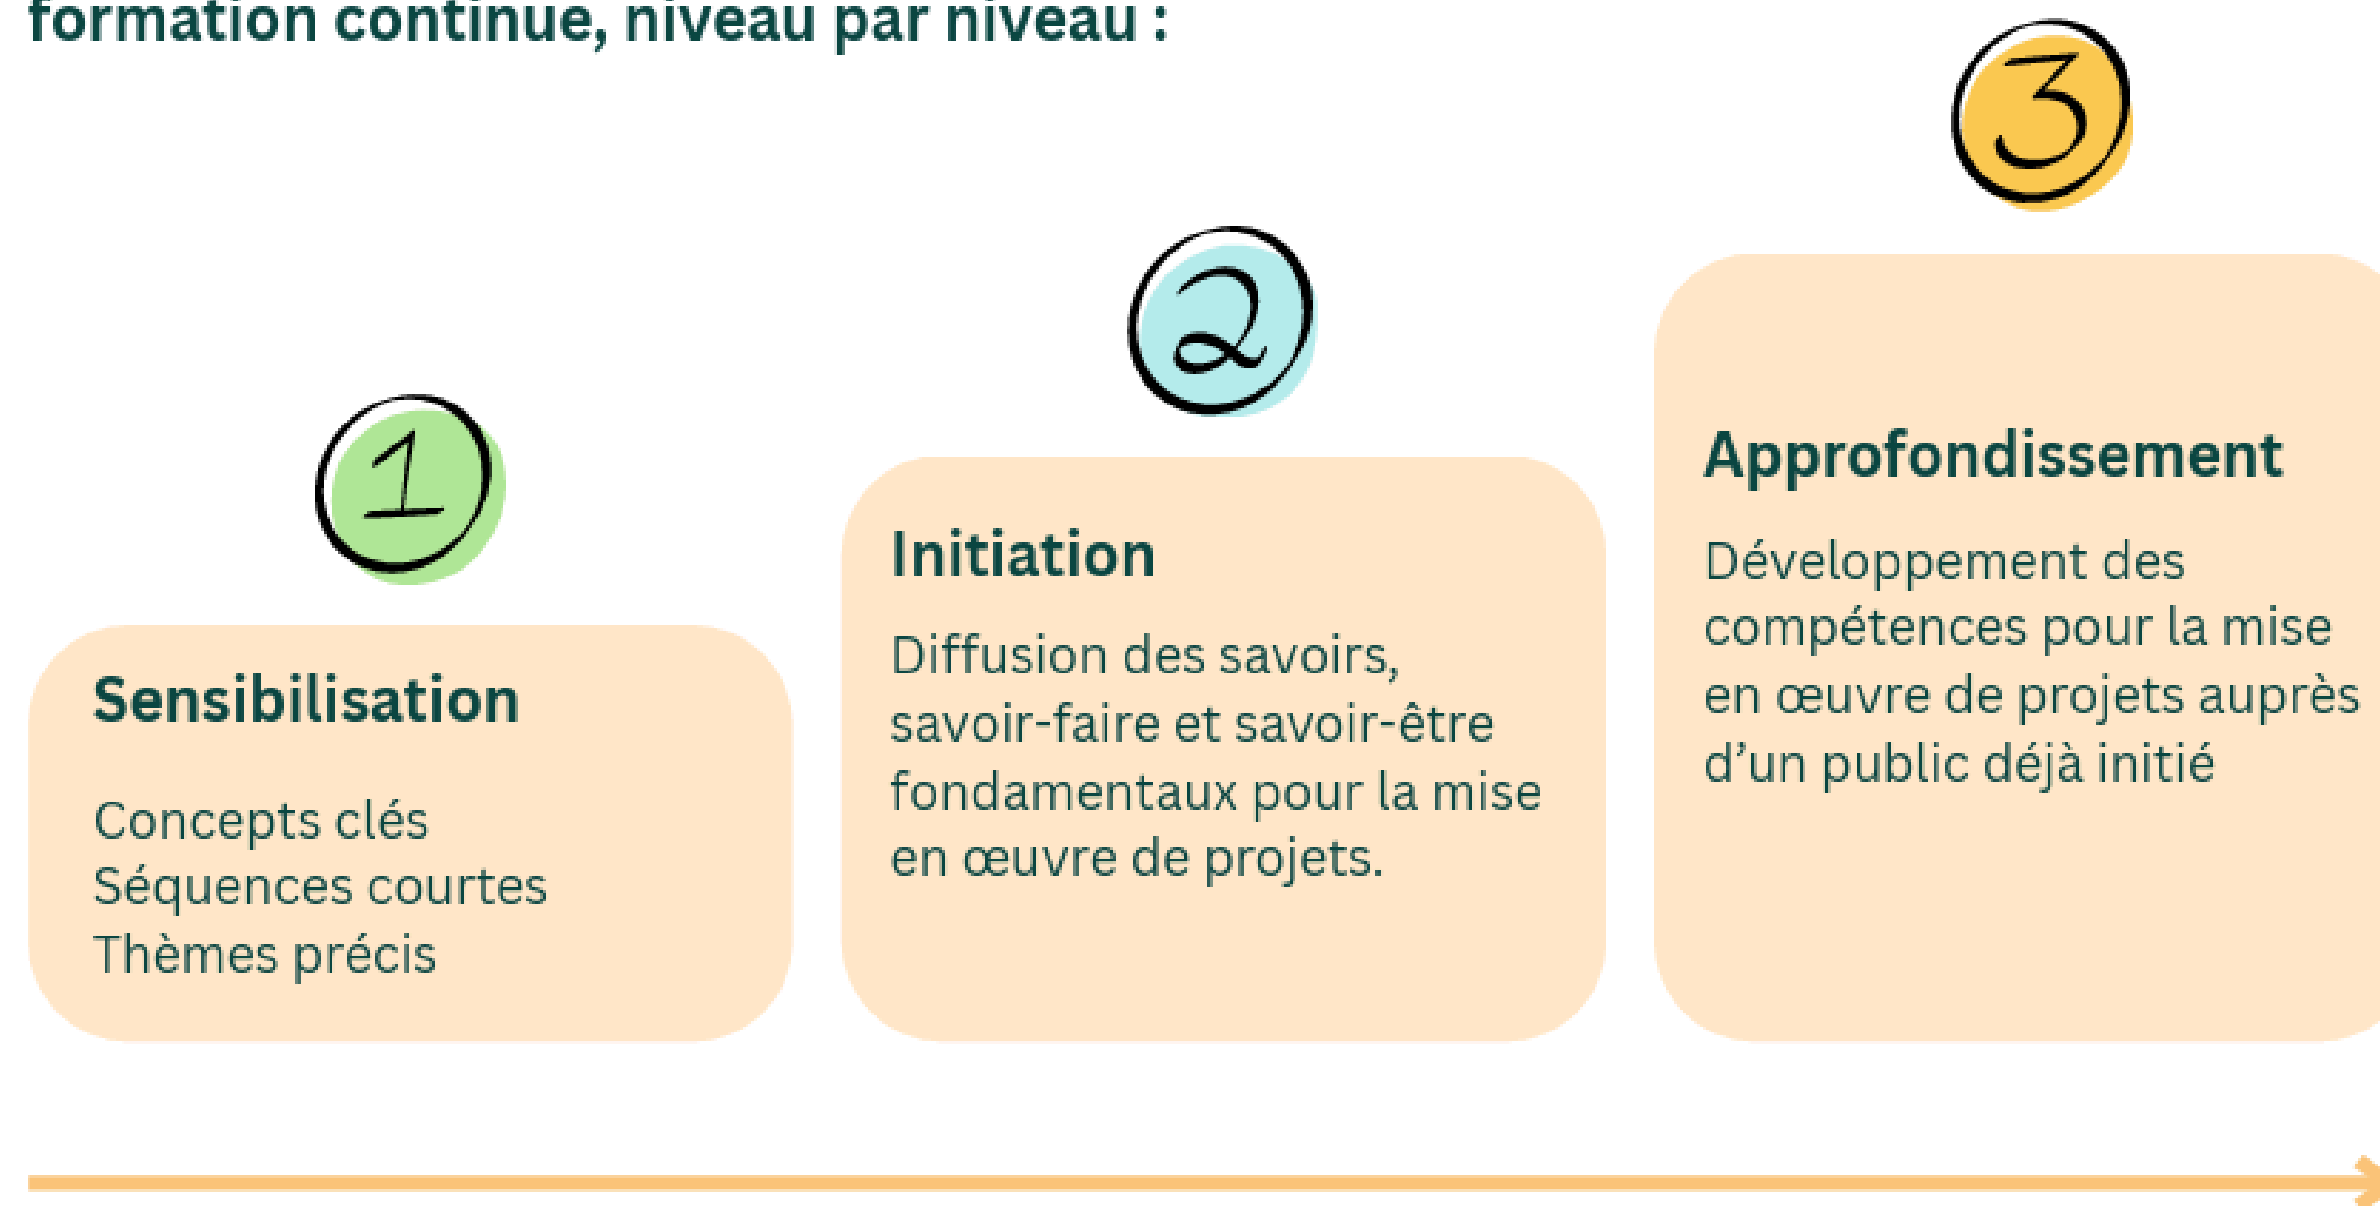 formation continue, niveau par niveau :
1
Sensibilisation
Concepts clés
Séquences courtes
Thèmes précis
2
Initiation
Diffusion des savoirs,
savoir-faire et savoir-être
fondamentaux pour la mise
en œuvre de projets.
3
Approfondissement
Développement des
compétences pour la mise
en œuvre de projets auprès
d’un public déjà initié